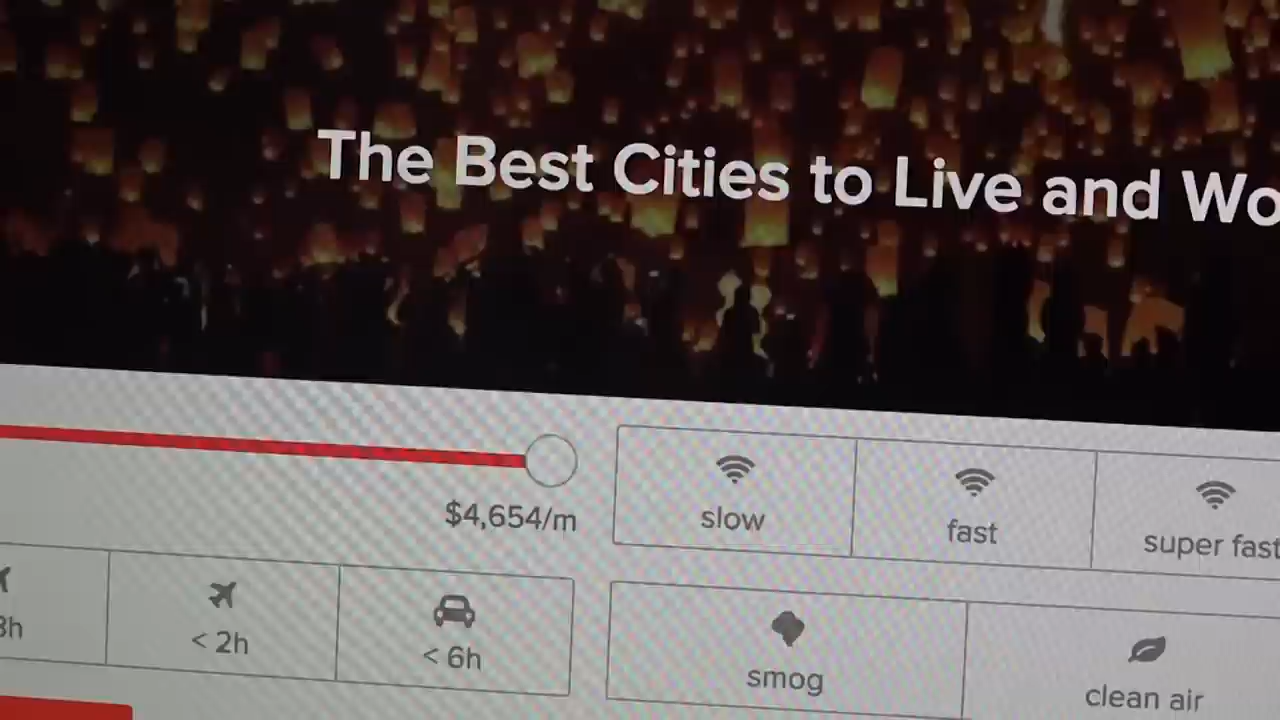 The Best Cities to Live and Wo
$4,654/m
slow
fast
super fast
< 2h
< 6h
smog
clean air